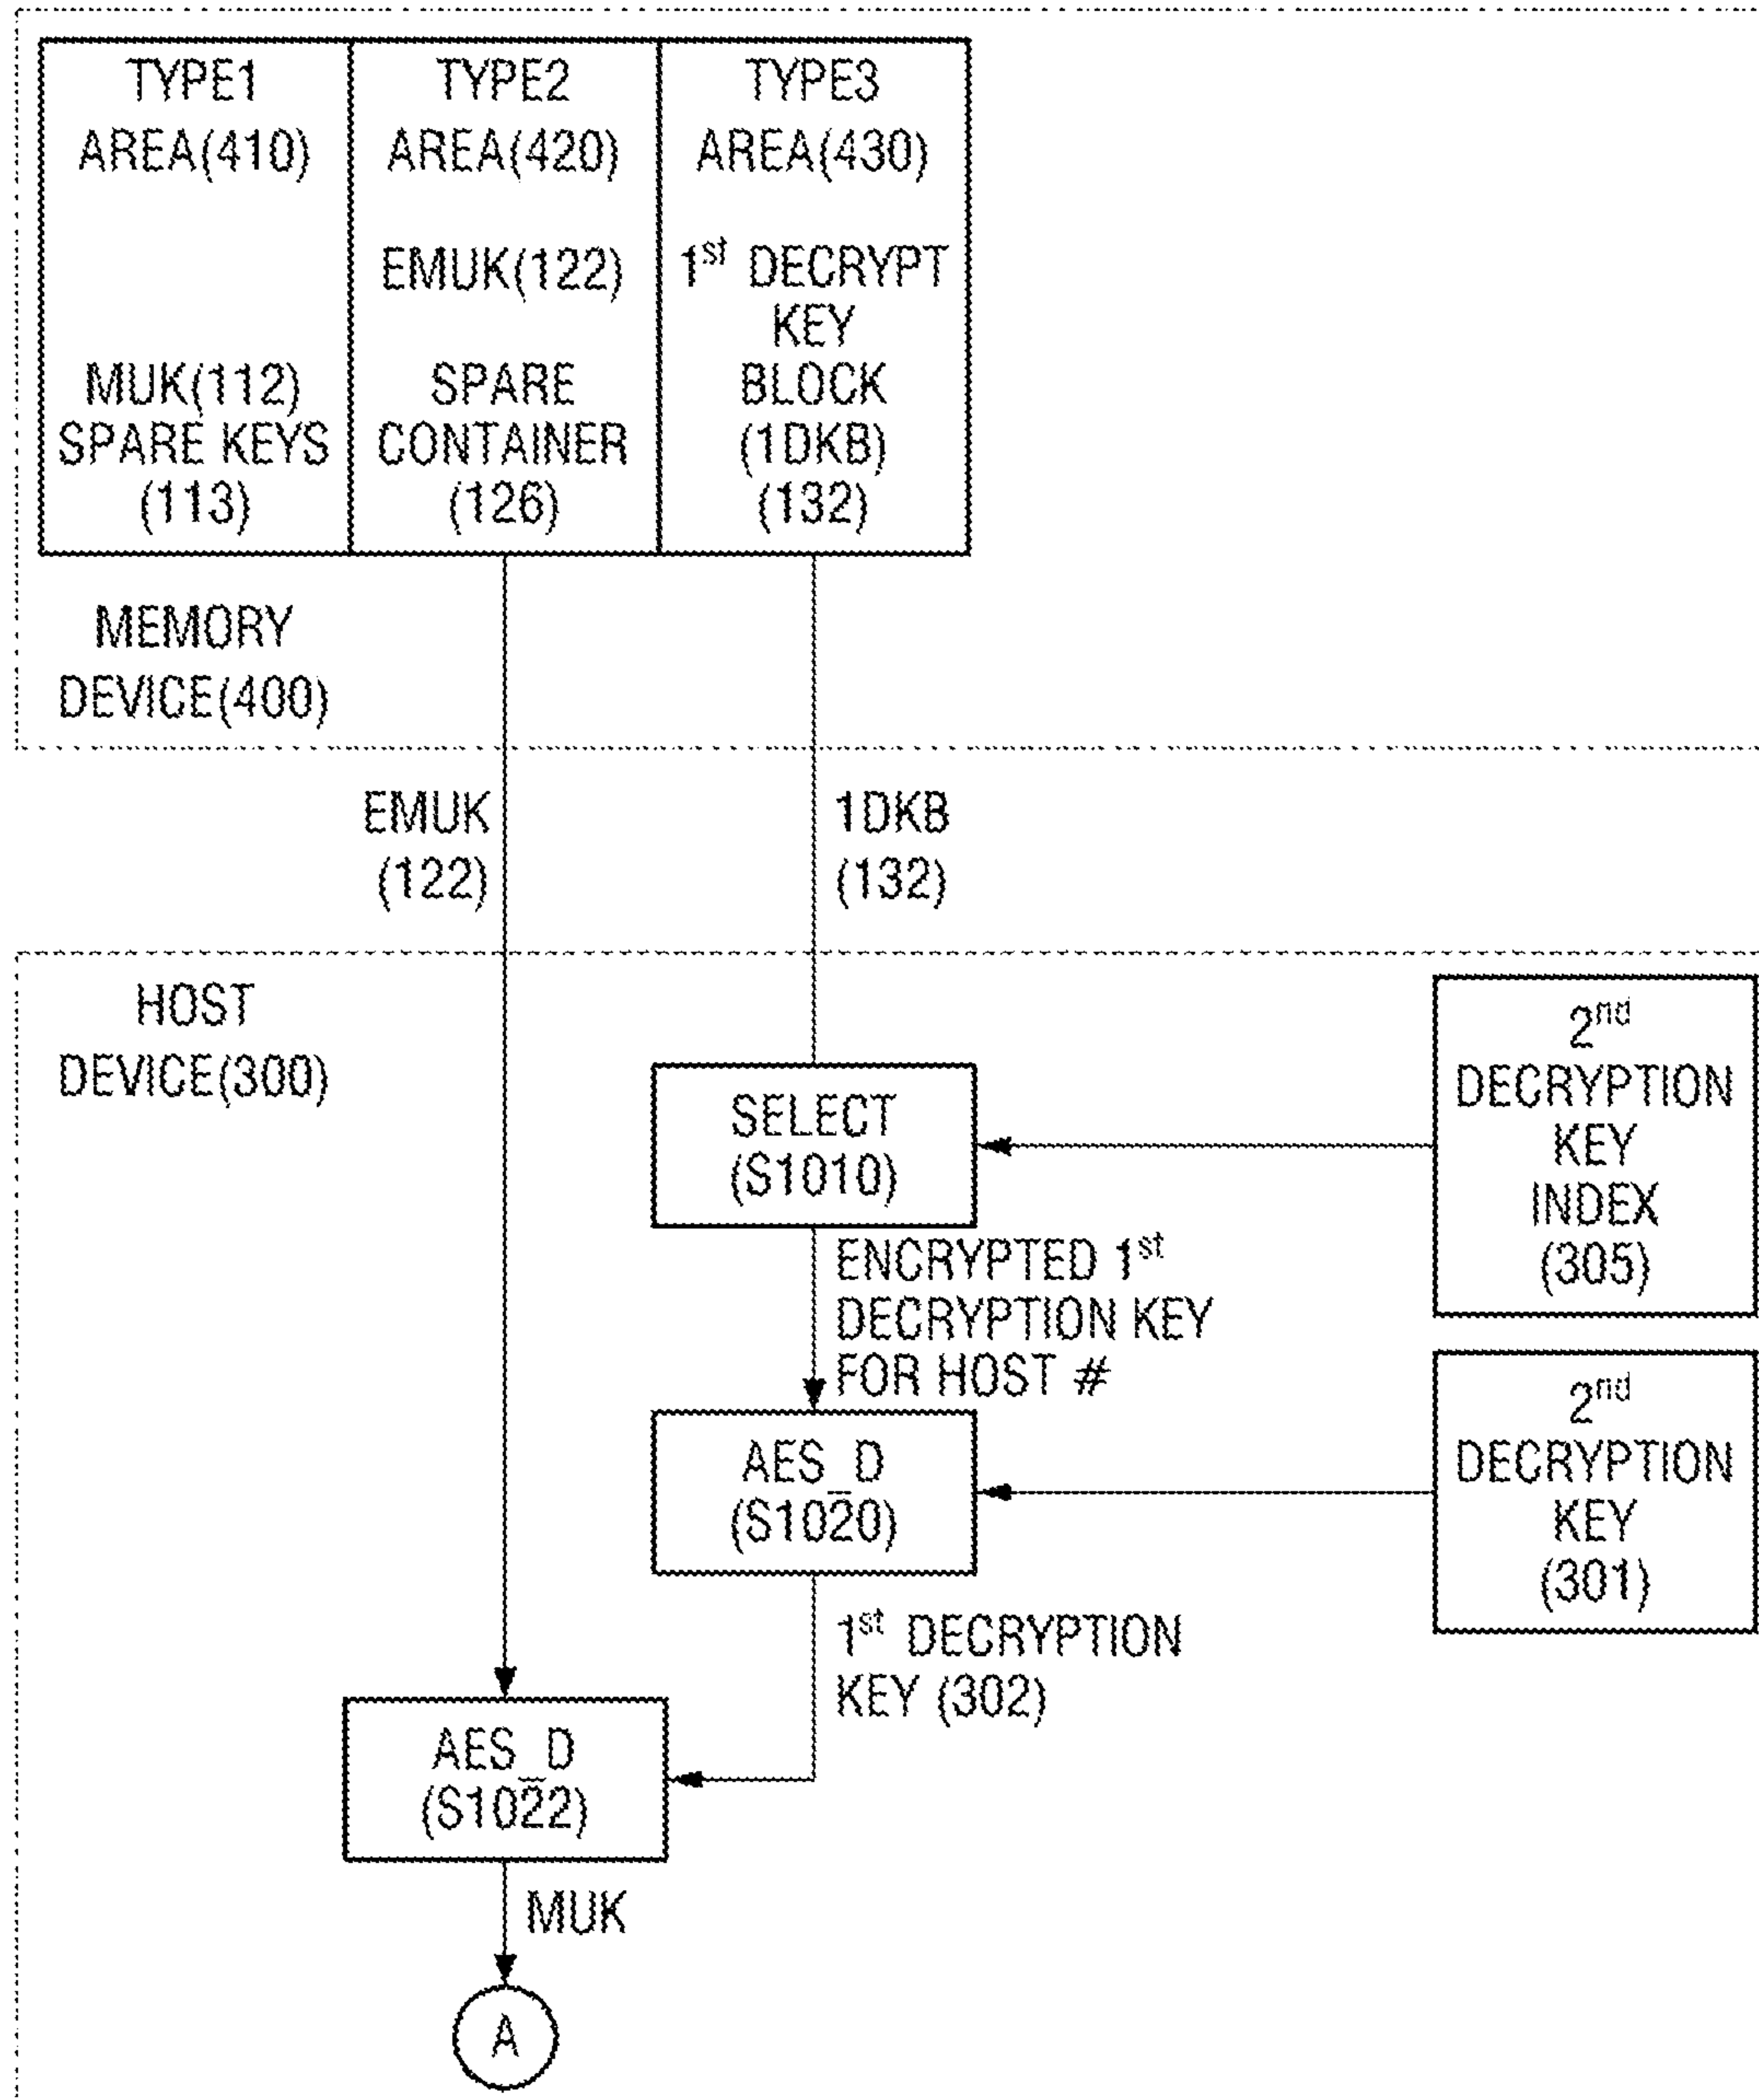 TYPE1
AREA(410)
MUK(112)
SPARE KEYS
(113)
TYPE2
AREA(420)
EMUK(122)
SPARE
CONTAINER
(126)
TYPE3
AREA(430)
1st DECRYPT
KEY
BLOCK
(1DKB)
(132)
MEMORY
DEVICE(400)
EMUK
(122)
1DKB
(132)
HOST
DEVICE(300)
SELECT
(S1010)
2nd
DECRYPTION
KEY
INDEX
(305)
ENCRYPTED 1st
DECRYPTION KEY
FOR HOST #
AES_D
(S1020)
2nd
DECRYPTION
KEY
(301)
1st DECRYPTION
KEY (302)
AES_D
(S1022)
MUK
A